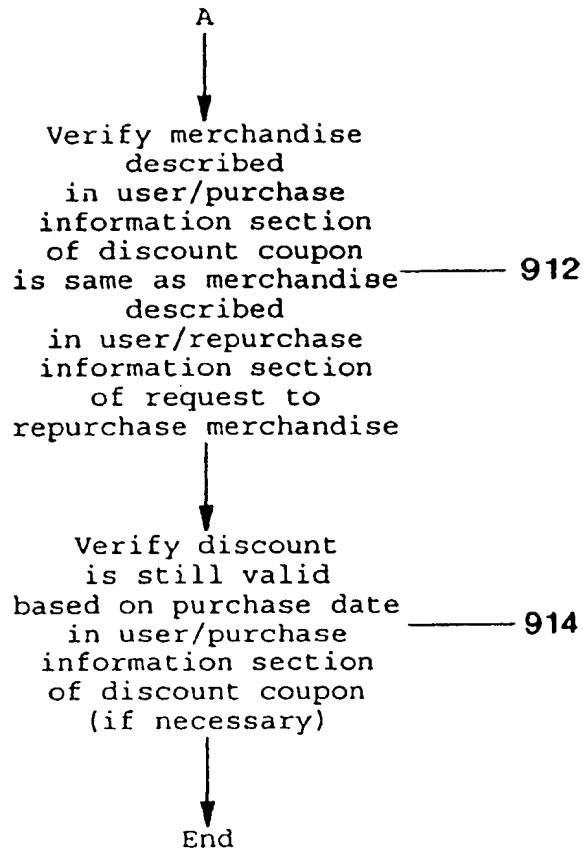 A
Verify merchandise
described
in user/purchase
information section
of discount coupon
is same as merchandise
described
in user/repurchase
information section
of request to
repurchase merchandise
912
Verify discount
is still valid
based on purchase date
in user/purchase
information section
of discount coupon
(if necessary)
914
End